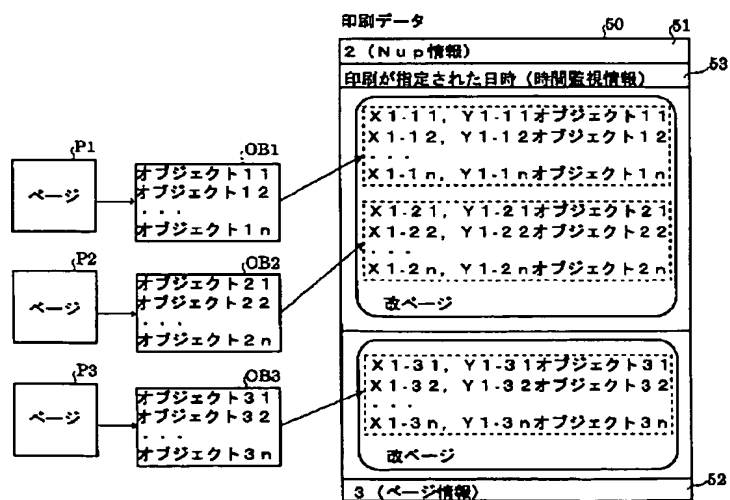 印刷データ
50
51
2 (Nup情報)
53
印刷が指定された日時(時間監視情報)
X1-11, Y1-11オブジェクト11
X1-12, Y1-12オブジェクト12
...
X1-1n, Y1-1nオブジェクト1n
X1-21, Y1-21オブジェクト21
X1-22, Y1-22オブジェクト22
...
X1-2n, Y1-2nオブジェクト2n
改ページ
X1-31, Y1-31オブジェクト31
X1-32, Y1-32オブジェクト32
...
X1-3n, Y1-3nオブジェクト3n
改ページ
52
3 (ページ情報)
P1
ページ
OB1
オブジェクト11
オブジェクト12
...
オブジェクト1n
P2
ページ
OB2
オブジェクト21
オブジェクト22
...
オブジェクト2n
P3
ページ
OB3
オブジェクト31
オブジェクト32
...
オブジェクト3n